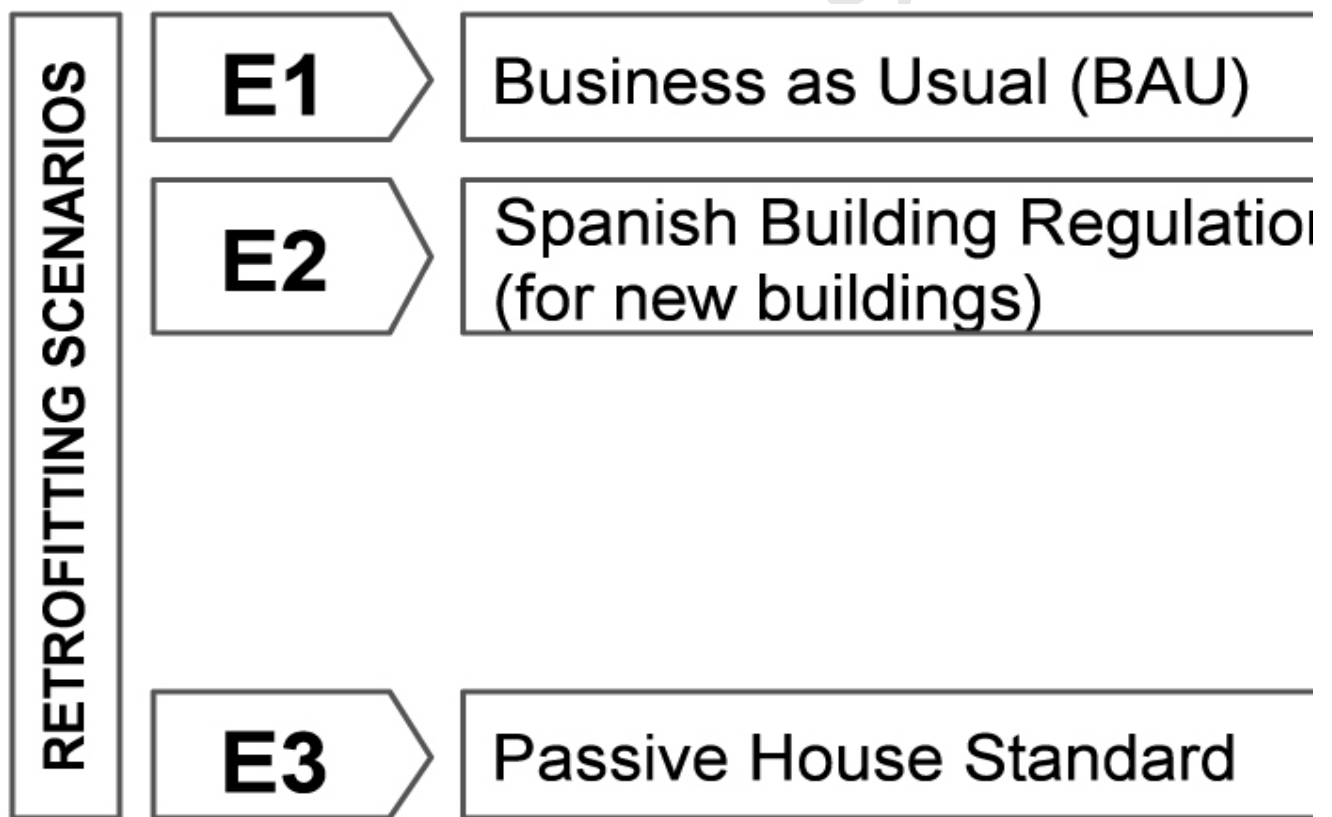 RETROFITTING SCENARIOS
E1
Business as Usual (BAU)
E2
Spanish Building
(for new buildings)
E3
Passive House Standard